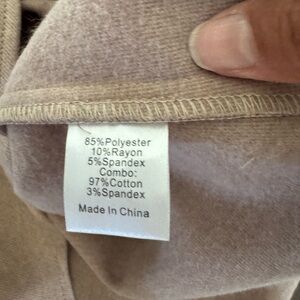 85%Polyester
10%Rayon
5%Spandex
Combo:
97%Cotton
3%Spandex
Made In China